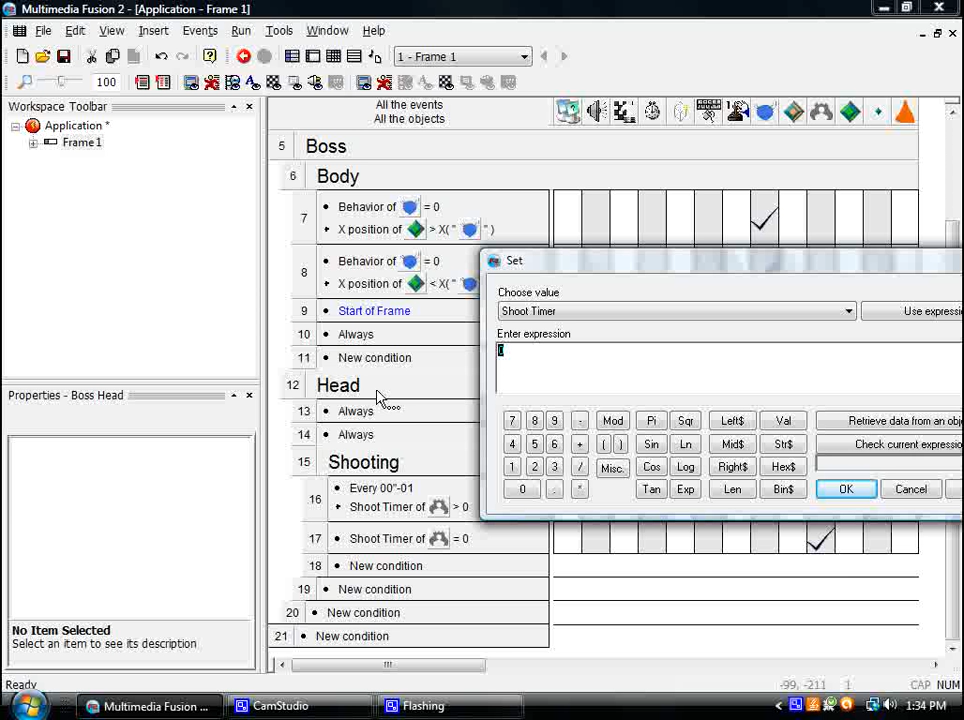 Multimedia Fusion 2 - [Application - Frame 1]
File Edit View Insert Events Run Tools Window Help
1 - Frame 1
100
Workspace Toolbar
Application *
Frame 1
Properties - Boss Head
No Item Selected
Select an item to see its description
All the events
All the objects
5 Boss
6 Body
7
Behavior of = 0
X position of > X( " " )
8
Behavior of = 0
X position of < X( "
9 Start of Frame
10 Always
11 New condition
12 Head
13 Always
14 Always
15 Shooting
16
Every 00"-01
Shoot Timer of > 0
17 Shoot Timer of = 0
18 New condition
19 New condition
20 New condition
21 New condition
Set
Choose value
Shoot Timer
Use expressi
Enter expression
0
7 8 9 - Mod Pi Sqr Left$ Val
Retrieve data from an obj
4 5 6 + ( ) Sin Ln Mid$ Str$
Check current expressio
1 2 3 / Misc. Cos Log Right$ Hex$
0 . * Tan Exp Len Bin$ OK Cancel
Ready
-99, -211 1 CAP NUM
Multimedia Fusion 2 ... CamStudio Flashing 1:34 PM